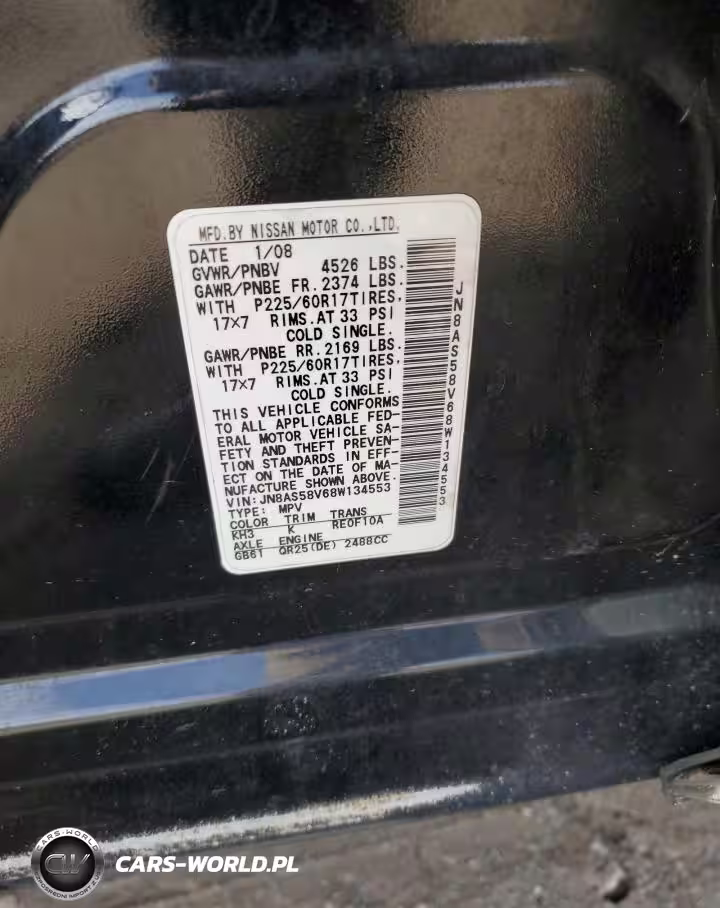 MFD.BY NISSAN MOTOR CO.,LTD.
DATE 1/08
GVWR/PNBV 4526 LBS.
GAWR/PNBE FR. 2374 LBS.
WITH P225/60R17TIRES,
17×7 RIMS.AT 33 PSI
COLD SINGLE.
GAWR/PNBE RR. 2169 LBS.
WITH P225/60R17TIRES,
17×7 RIMS.AT 33 PSI
COLD SINGLE.
THIS VEHICLE CONFORMS
TO ALL APPLICABLE FED-
ERAL MOTOR VEHICLE SA-
FETY AND THEFT PREVEN-
TION STANDARDS IN EFF-
ECT ON THE DATE OF MA-
NUFACTURE SHOWN ABOVE.
VIN: JN8AS58V68W134553
TYPE: MPV
COLOR TRIM TRANS
KH3 K RE0F10A
AXLE ENGINE
GB61 QR25(DE) 2488CC
JN8AS58V68W134553
CARS-WORLD
CW
CARS-WORLD.PL